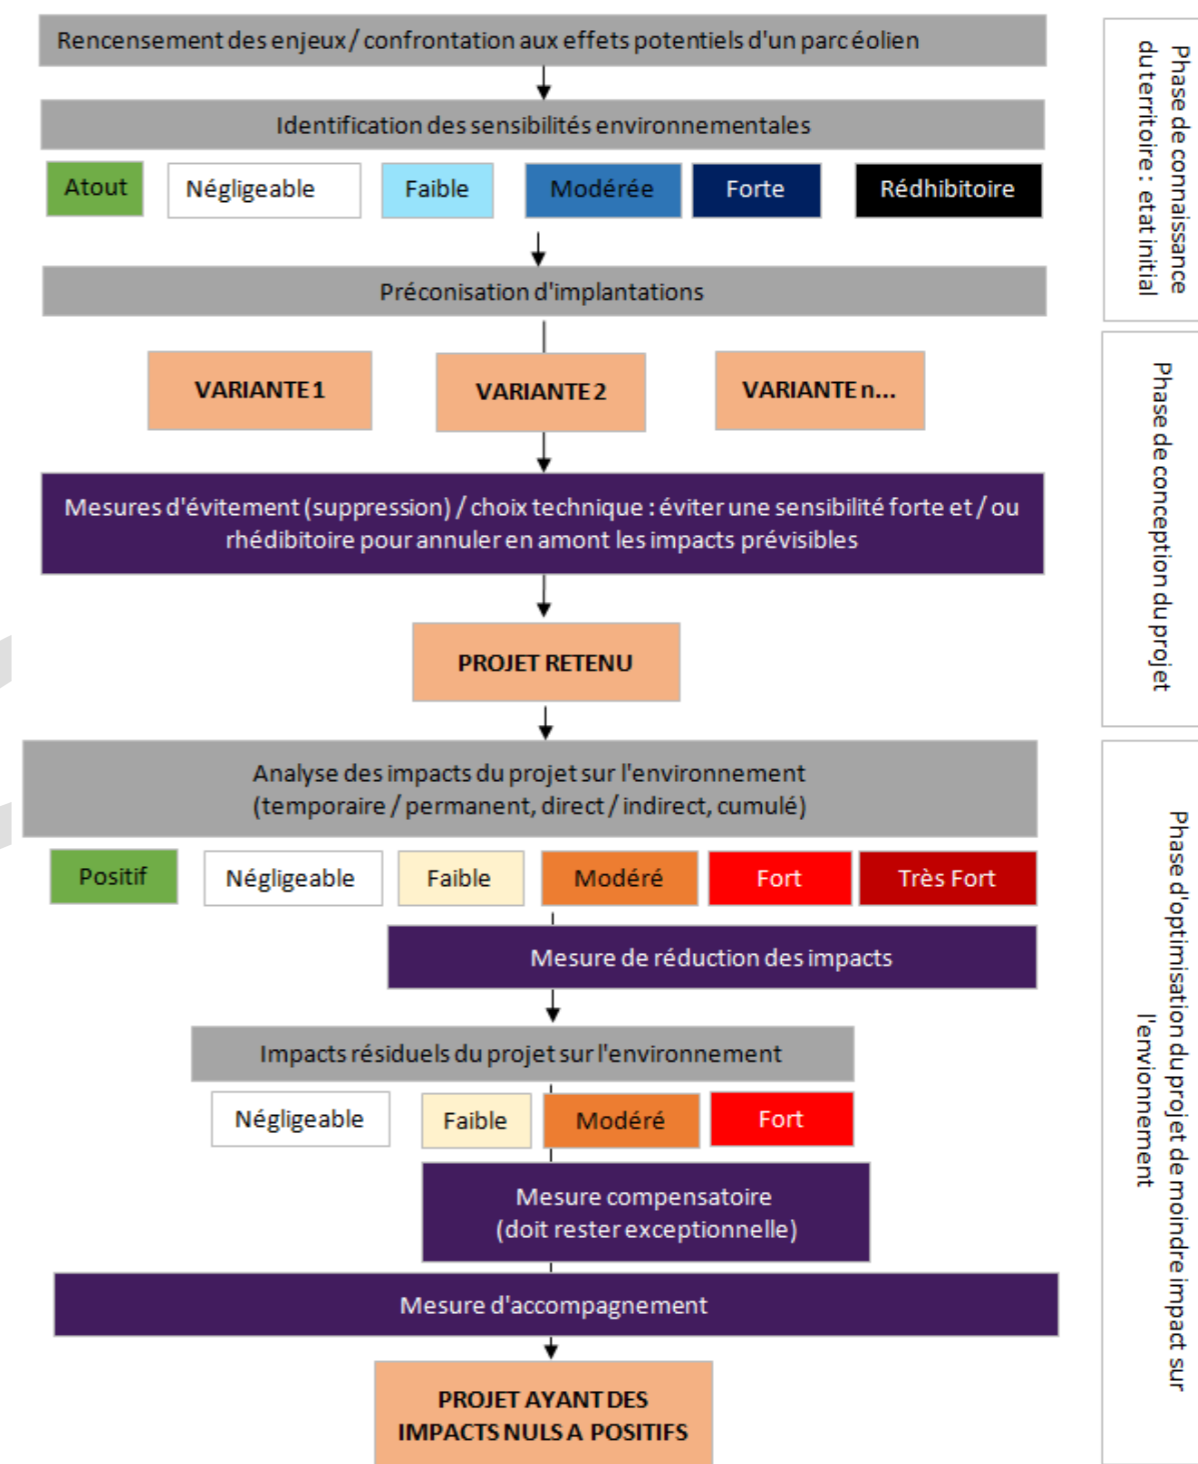 Rencensement des enjeux / confrontation aux effets potentiels d'un parc éolien
Identification des sensibilités environnementales
Atout
Négligeable
Faible
Modérée
Forte
Rédhibitoire
Préconisation d'implantations
Phase de connaissance
du territoire : etat initial
VARIANTE 1
VARIANTE 2
VARIANTE n...
Mesures d'évitement (suppression) / choix technique : éviter une sensibilité forte et / ou
rhédibitoire pour annuler en amont les impacts prévisibles
PROJET RETENU
Phase de conception du projet
Analyse des impacts du projet sur l'environnement
(temporaire / permanent, direct / indirect, cumulé)
Positif
Négligeable
Faible
Modéré
Fort
Très Fort
Mesure de réduction des impacts
Impacts résiduels du projet sur l'environnement
Négligeable
Faible
Modéré
Fort
Mesure compensatoire
(doit rester exceptionnelle)
Mesure d'accompagnement
PROJET AYANT DES
IMPACTS NULS A POSITIFS
Phase d'optimisation du projet de moindre impact sur
l'envionnement